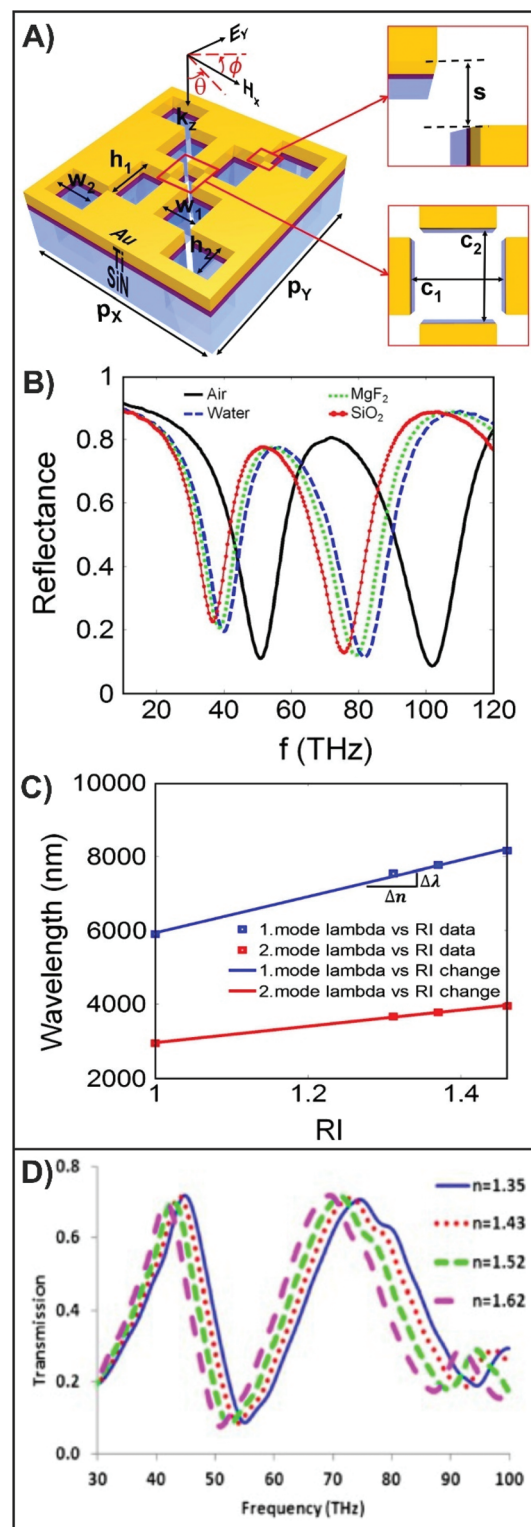 A)
E_Y
ϕ
θ
H_x
k_z
h_1
w_2
w_1
h_2
Au
Ti
SiN
p_X
p_Y
s
c_2
c_1
B)
Air
MgF_2
Water
SiO_2
1
0.8
0.6
0.4
0.2
0
Reflectance
20 40 60 80 100 120
f (THz)
C)
10000
8000
6000
4000
2000
Wavelength (nm)
Δλ
Δn
1.mode lambda vs RI data
2.mode lambda vs RI data
1.mode lambda vs RI change
2.mode lambda vs RI change
1 1.2 1.4
RI
D)
0.8
0.6
0.4
0.2
0.0
Transmission
n=1.35
n=1.43
n=1.52
n=1.62
30 40 50 60 70 80 90 100
Frequency (THz)